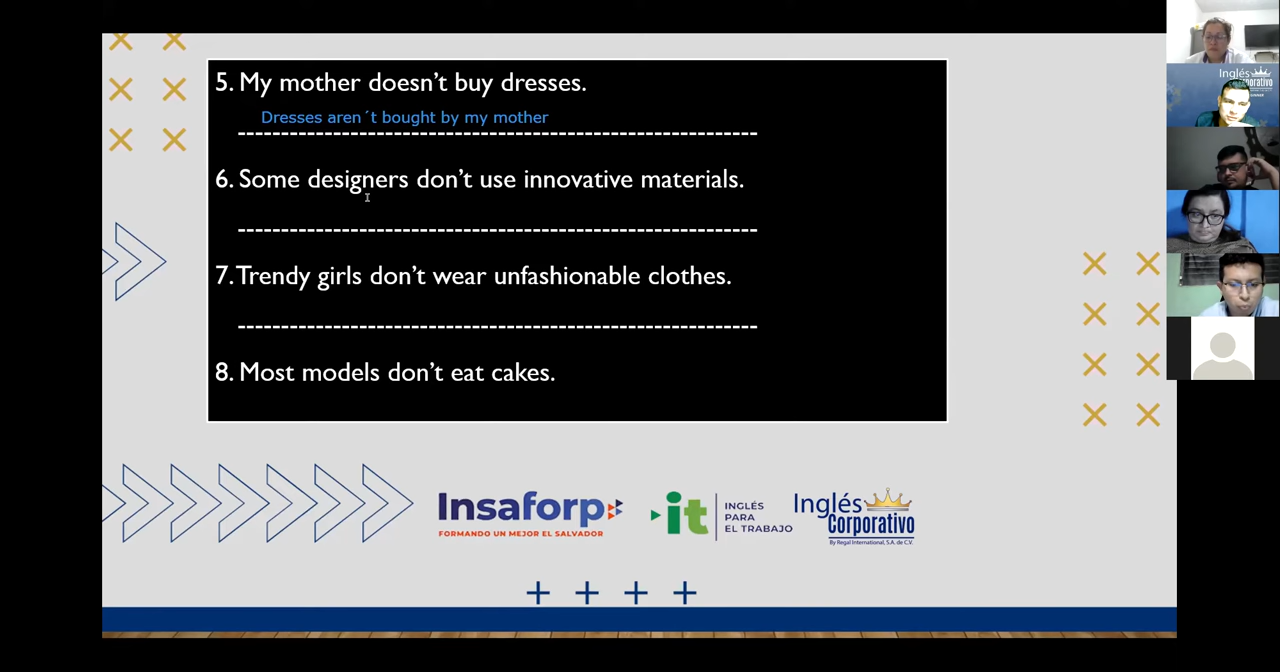 5. My mother doesn't buy dresses.
Dresses aren´t bought by my mother
--------------------------------------------------------------
6. Some designers don't use innovative materials.
--------------------------------------------------------------
7. Trendy girls don't wear unfashionable clothes.
--------------------------------------------------------------
8. Most models don't eat cakes.
Insaforp
FORMANDO UN MEJOR EL SALVADOR
it
INGLÉS
PARA
EL TRABAJO
Inglés
Corporativo
By Regal International, S.A. de C.V.
Inglés
Corporativo